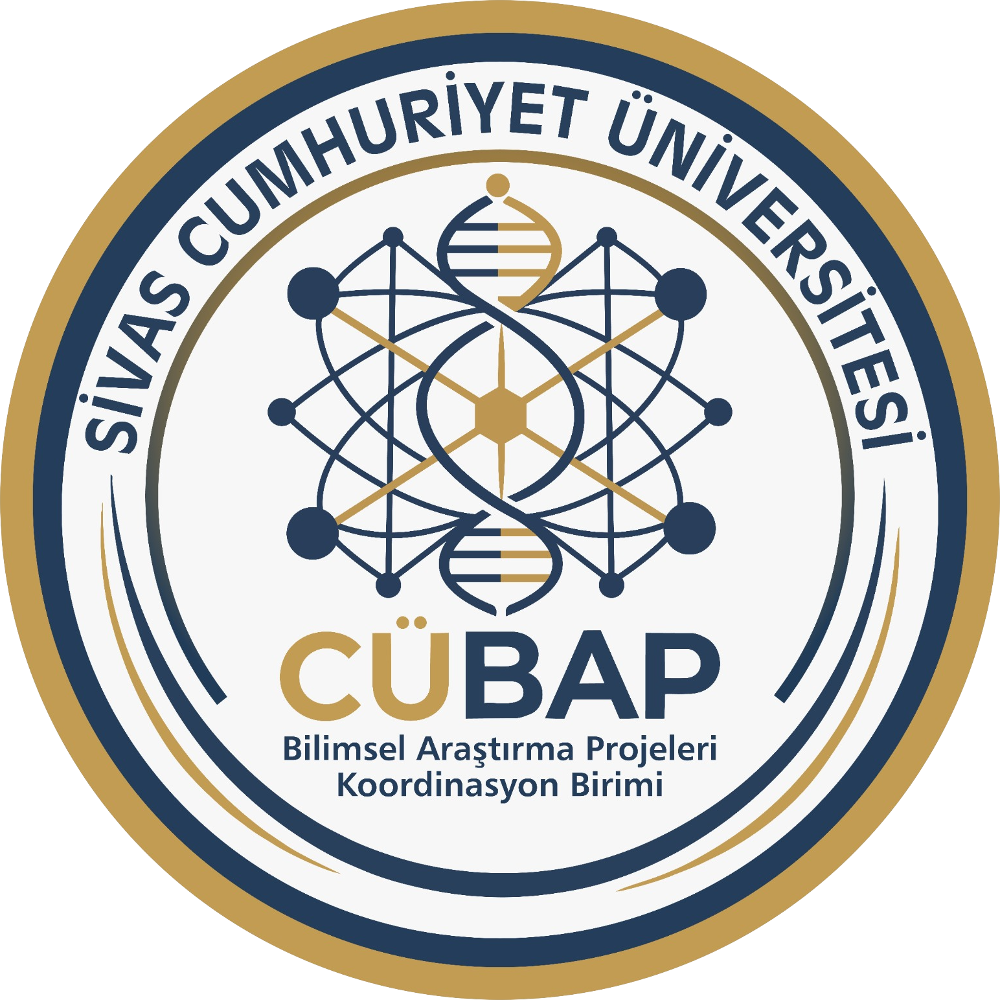 SİVAS CUMHURİYET ÜNİVERSİTESİ
CÜBAP
Bilimsel Araştırma Projeleri
Koordinasyon Birimi